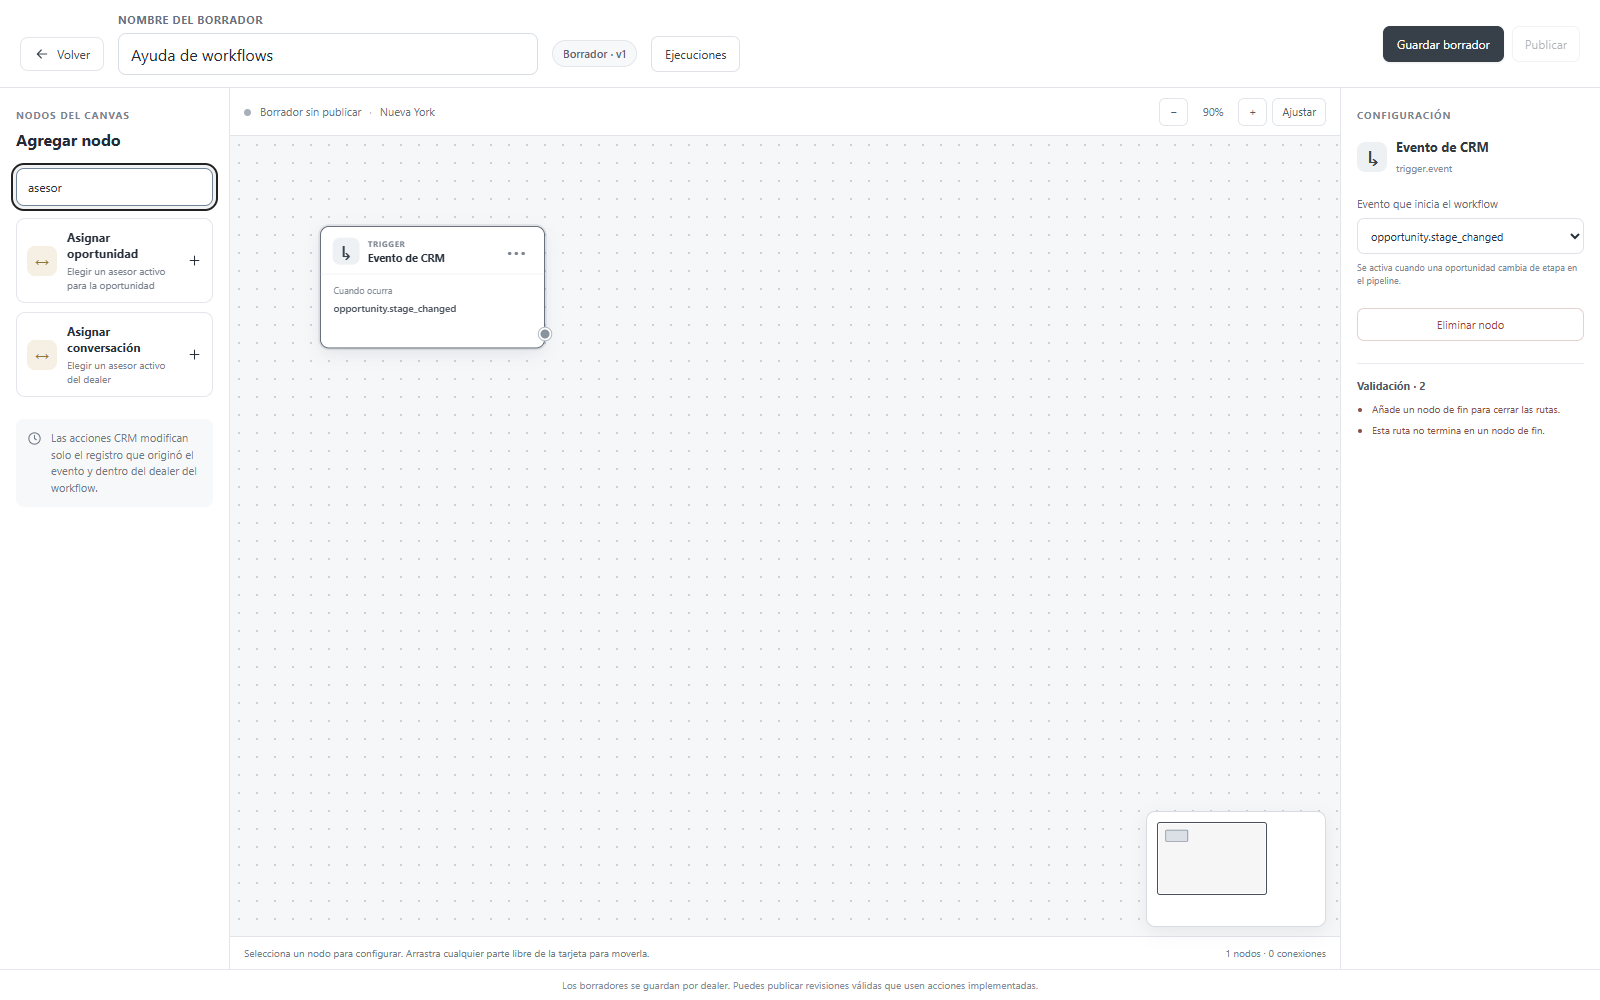 NOMBRE DEL BORRADOR
← Volver
Ayuda de workflows
Borrador · v1
Ejecuciones
Guardar borrador
Publicar
NODOS DEL CANVAS
Agregar nodo
asesor
Asignar
oportunidad
Elegir un asesor activo
para la oportunidad
+
Asignar
conversación
Elegir un asesor activo
del dealer
+
Las acciones CRM modifican
solo el registro que originó el
evento y dentro del dealer del
workflow.
Borrador sin publicar · Nueva York
−
90%
+
Ajustar
TRIGGER
Evento de CRM
Cuando ocurra
opportunity.stage_changed
Selecciona un nodo para configurar. Arrastra cualquier parte libre de la tarjeta para moverla.
1 nodos · 0 conexiones
CONFIGURACIÓN
Evento de CRM
trigger.event
Evento que inicia el workflow
opportunity.stage_changed
Se activa cuando una oportunidad cambia de etapa en
el pipeline.
Eliminar nodo
Validación · 2
• Añade un nodo de fin para cerrar las rutas.
• Esta ruta no termina en un nodo de fin.
Los borradores se guardan por dealer. Puedes publicar revisiones válidas que usen acciones implementadas.